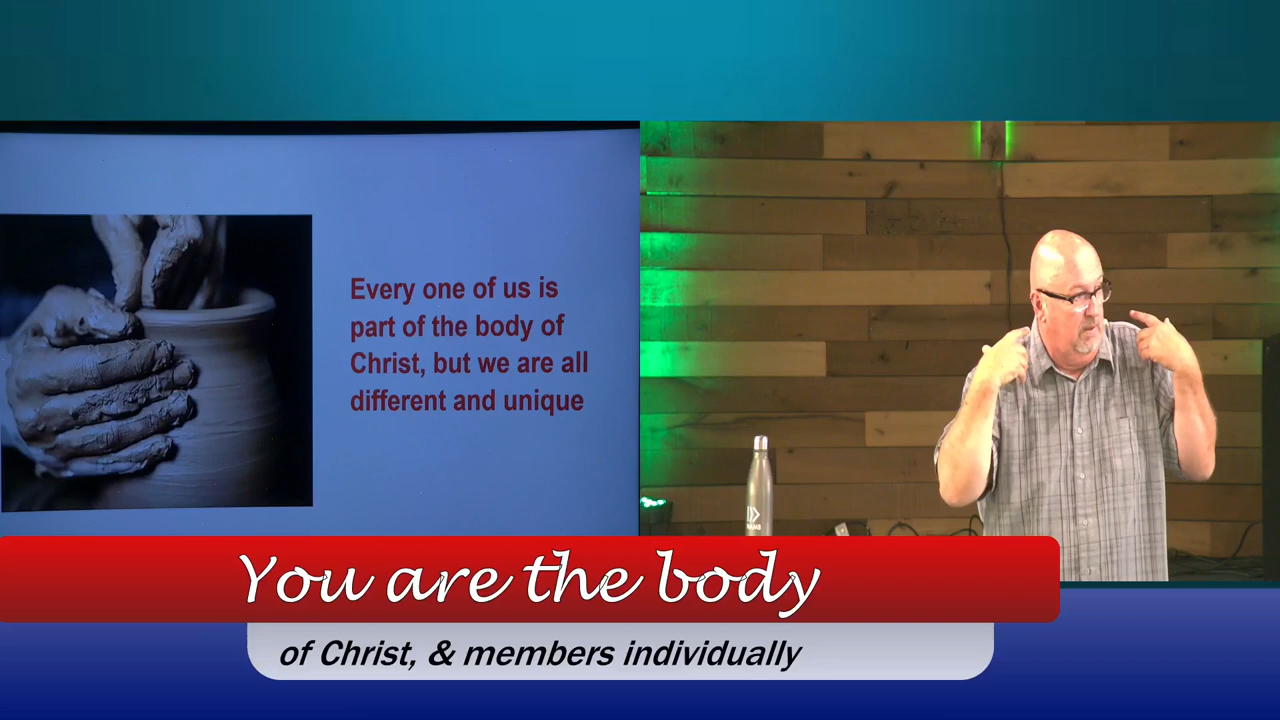 Every one of us is
part of the body of
Christ, but we are all
different and unique
You are the body
of Christ, & members individually